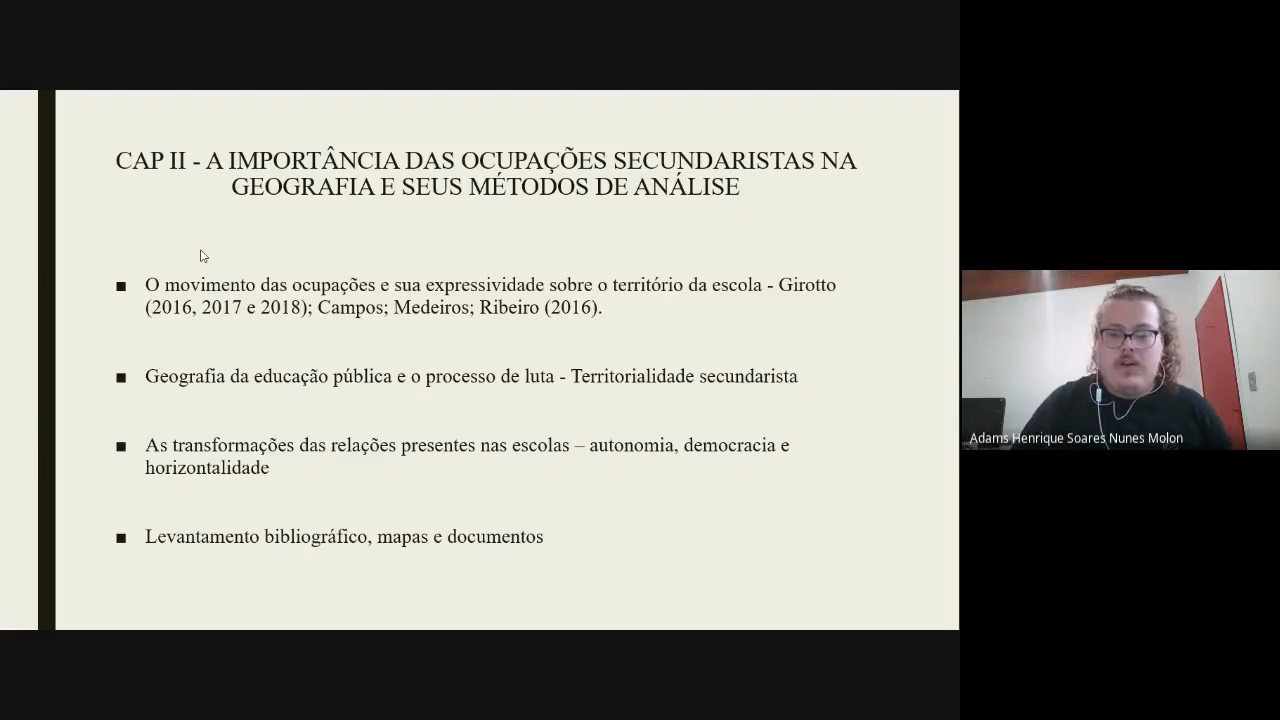 CAP II - A IMPORTÂNCIA DAS OCUPAÇÕES SECUNDARISTAS NA
GEOGRAFIA E SEUS MÉTODOS DE ANÁLISE
■ O movimento das ocupações e sua expressividade sobre o território da escola - Girotto
(2016, 2017 e 2018); Campos; Medeiros; Ribeiro (2016).
■ Geografia da educação pública e o processo de luta - Territorialidade secundarista
■ As transformações das relações presentes nas escolas – autonomia, democracia e
horizontalidade
■ Levantamento bibliográfico, mapas e documentos
Adams Henrique Soares Nunes Molon